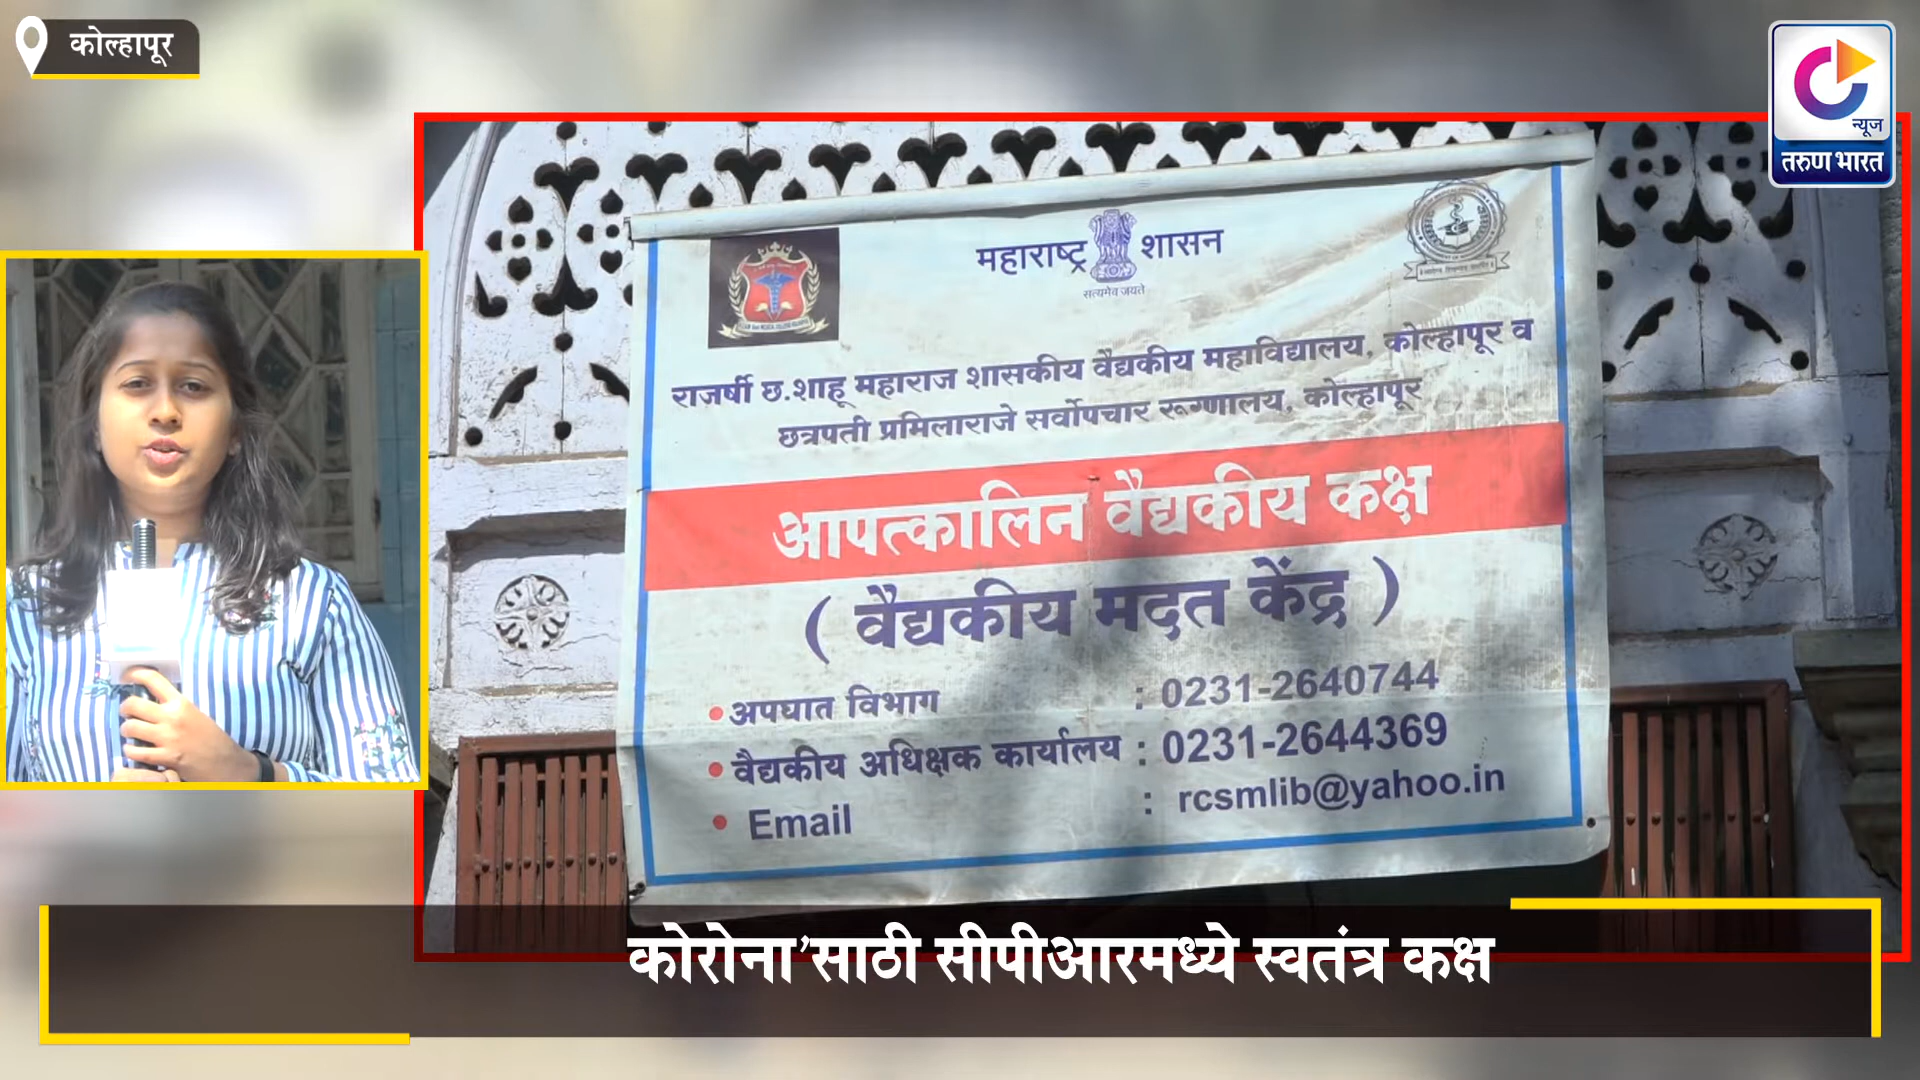 कोल्हापूर
न्यूज
तरुण भारत
महाराष्ट्र शासन
सत्यमेव जयते
राजर्षी छ.शाहू महाराज शासकीय वैद्यकीय महाविद्यालय, कोल्हापूर व
छत्रपती प्रमिलाराजे सर्वोपचार रूग्णालय, कोल्हापूर
आपत्कालिन वैद्यकीय कक्ष
( वैद्यकीय मदत केंद्र )
• अपघात विभाग : 0231-2640744
• वैद्यकीय अधिक्षक कार्यालय : 0231-2644369
• Email : rcsmlib@yahoo.in
कोरोना'साठी सीपीआरमध्ये स्वतंत्र कक्ष